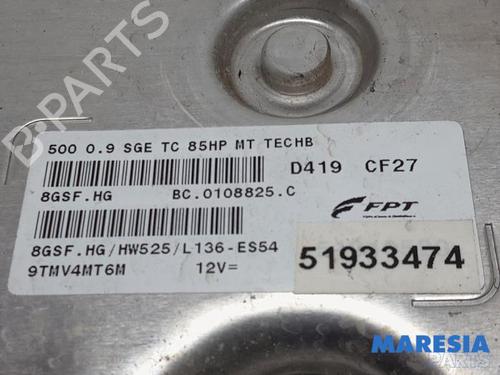 B-PARTS
500 0.9 SGE TC 85HP MT TECHB
D419 CF27
8GSF.HG BC.0108825.C
FPT
8GSF.HG/HW525/L136-ES54
51933474
9TMV4MT6M 12V=
MARESIA
PARTS